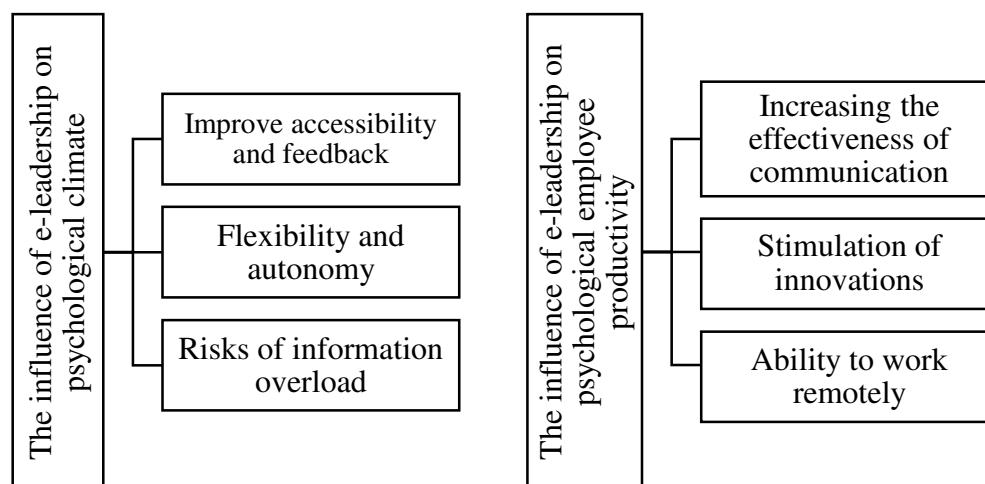 The influence of e-leadership on
psychological climate
Improve accessibility
and feedback
Flexibility and
autonomy
Risks of information
overload
The influence of e-leadership on
psychological employee
productivity
Increasing the
effectiveness of
communication
Stimulation of
innovations
Ability to work
remotely